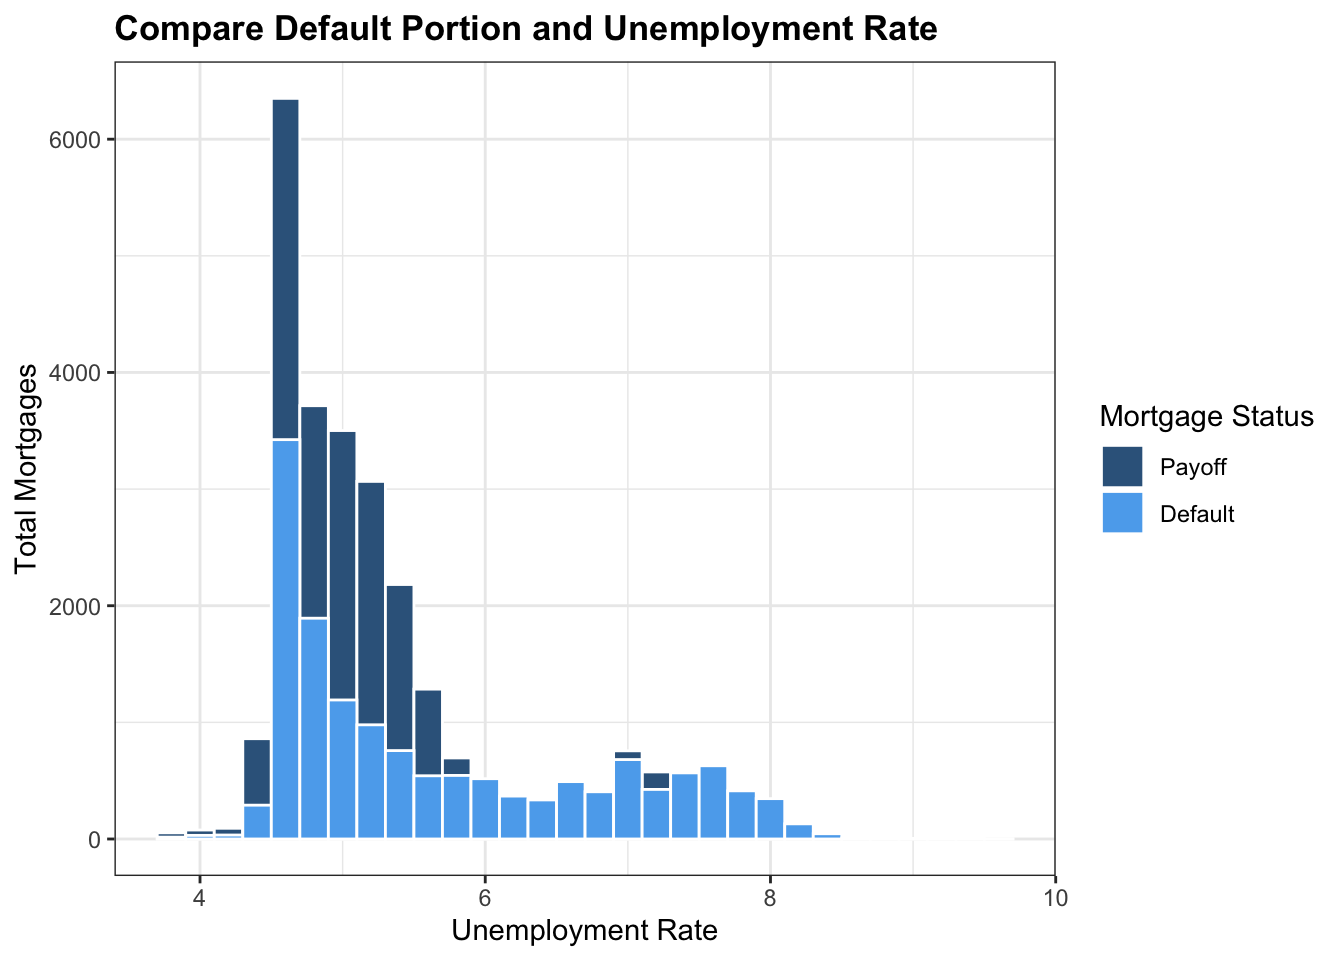 Compare Default Portion and Unemployment Rate
6000
4000
2000
0
Total Mortgages
4
6
8
10
Unemployment Rate
Mortgage Status
Payoff
Default